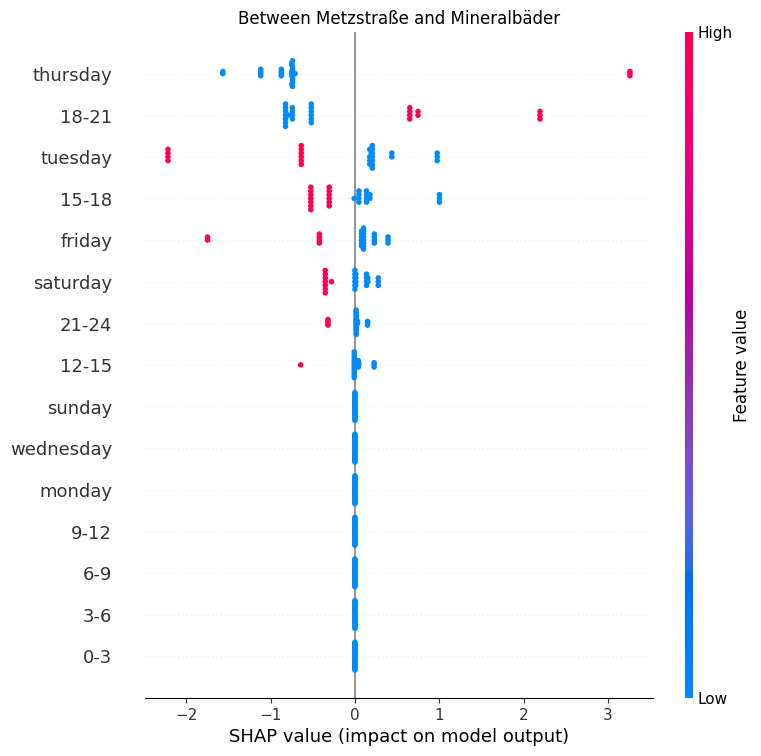 Between Metzstraße and Mineralbäder
High
thursday
18-21
tuesday
15-18
friday
saturday
21-24
12-15
sunday
wednesday
monday
9-12
6-9
3-6
0-3
Feature value
Low
−2 −1 0 1 2 3
SHAP value (impact on model output)